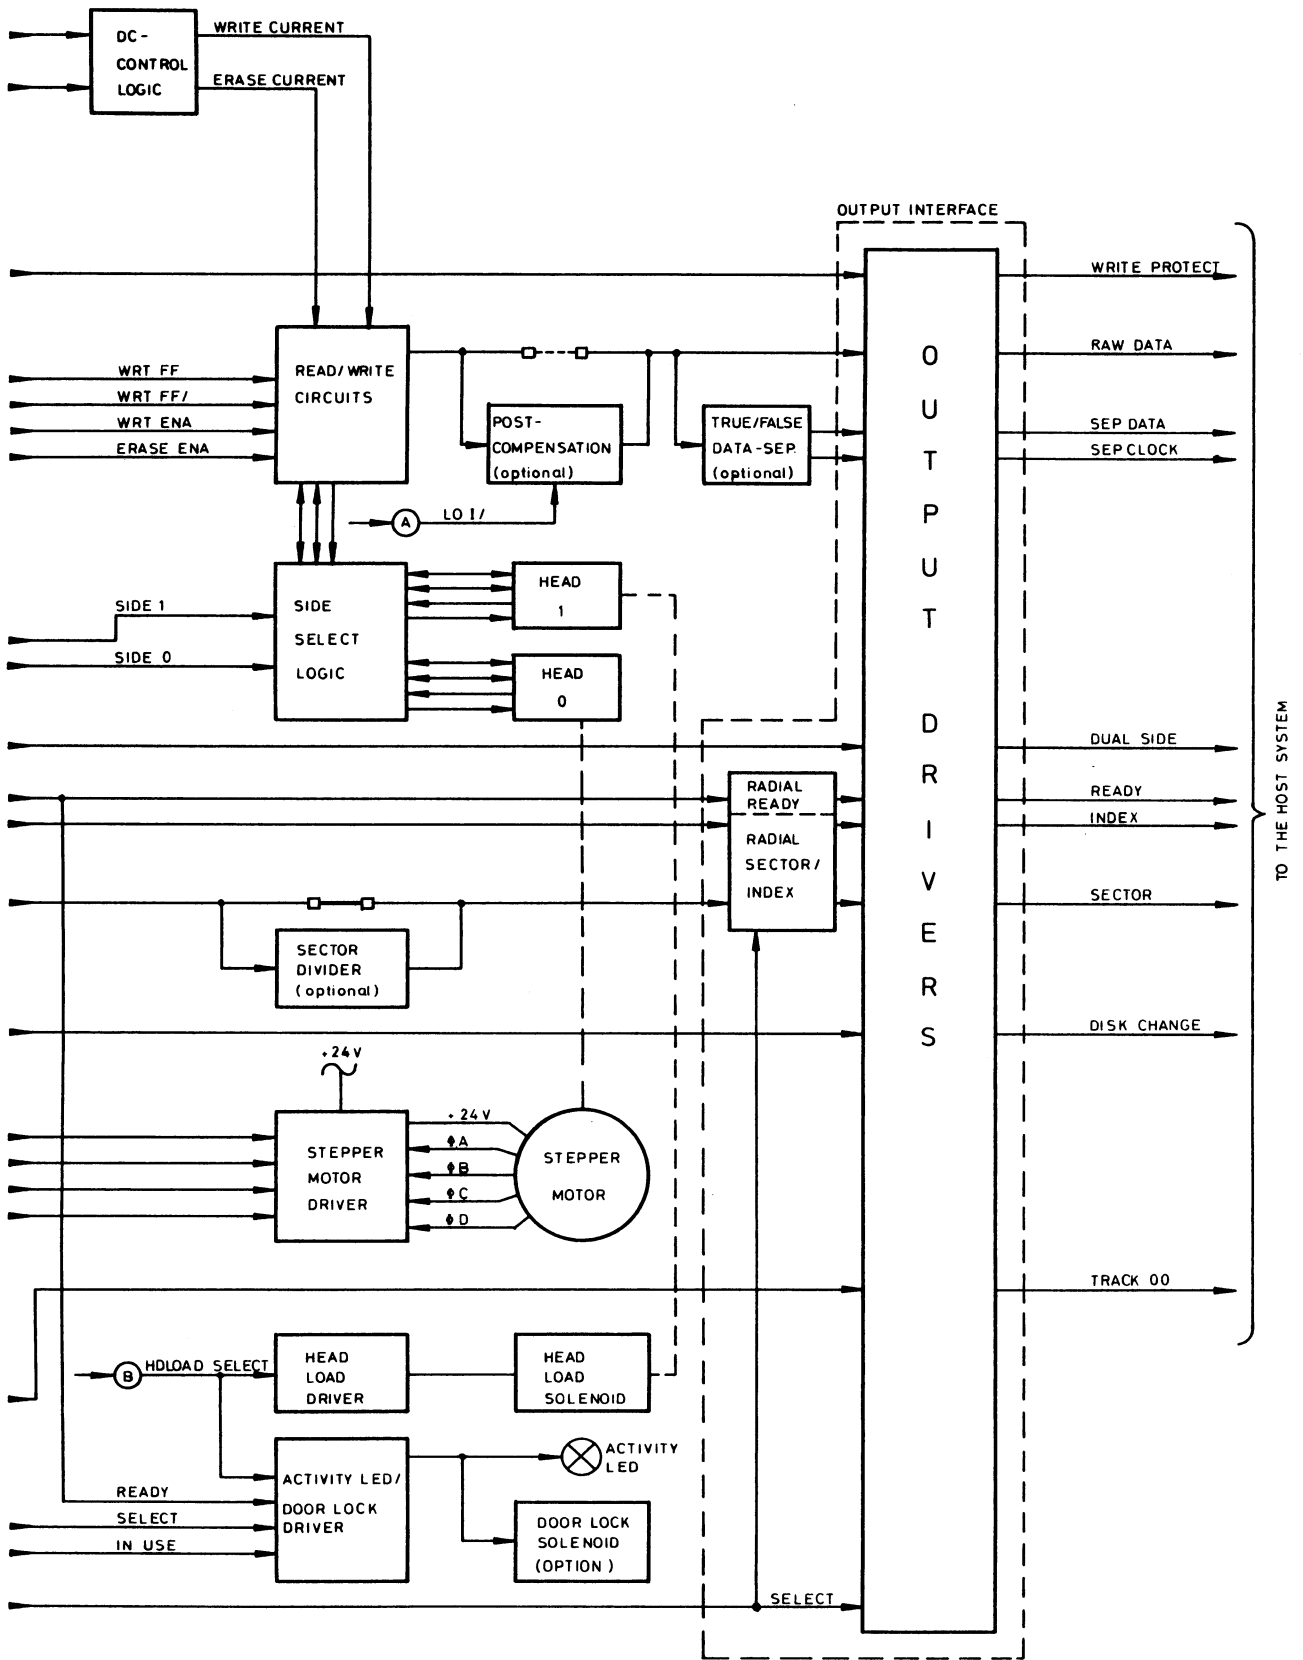 DC-
CONTROL
LOGIC
WRITE CURRENT
ERASE CURRENT
OUTPUT INTERFACE
WRITE PROTECT
WRT FF
WRT FF/
WRT ENA
ERASE ENA
READ/WRITE
CIRCUITS
RAW DATA
POST-
COMPENSATION
(optional)
TRUE/FALSE
DATA-SEP.
(optional)
SEP DATA
SEP CLOCK
A
LO I/
OUTPUT DRIVERS
SIDE 1
SIDE 0
SIDE
SELECT
LOGIC
HEAD
1
HEAD
0
DUAL SIDE
RADIAL
READY
RADIAL
SECTOR/
INDEX
READY
INDEX
SECTOR
TO THE HOST SYSTEM
SECTOR
DIVIDER
(optional)
DISK CHANGE
+24V
STEPPER
MOTOR
DRIVER
+24V
ΦA
ΦB
ΦC
ΦD
STEPPER
MOTOR
TRACK 00
B
HDLOAD SELECT
HEAD
LOAD
DRIVER
HEAD
LOAD
SOLENOID
READY
SELECT
IN USE
ACTIVITY LED/
DOOR LOCK
DRIVER
ACTIVITY
LED
DOOR LOCK
SOLENOID
(OPTION)
SELECT